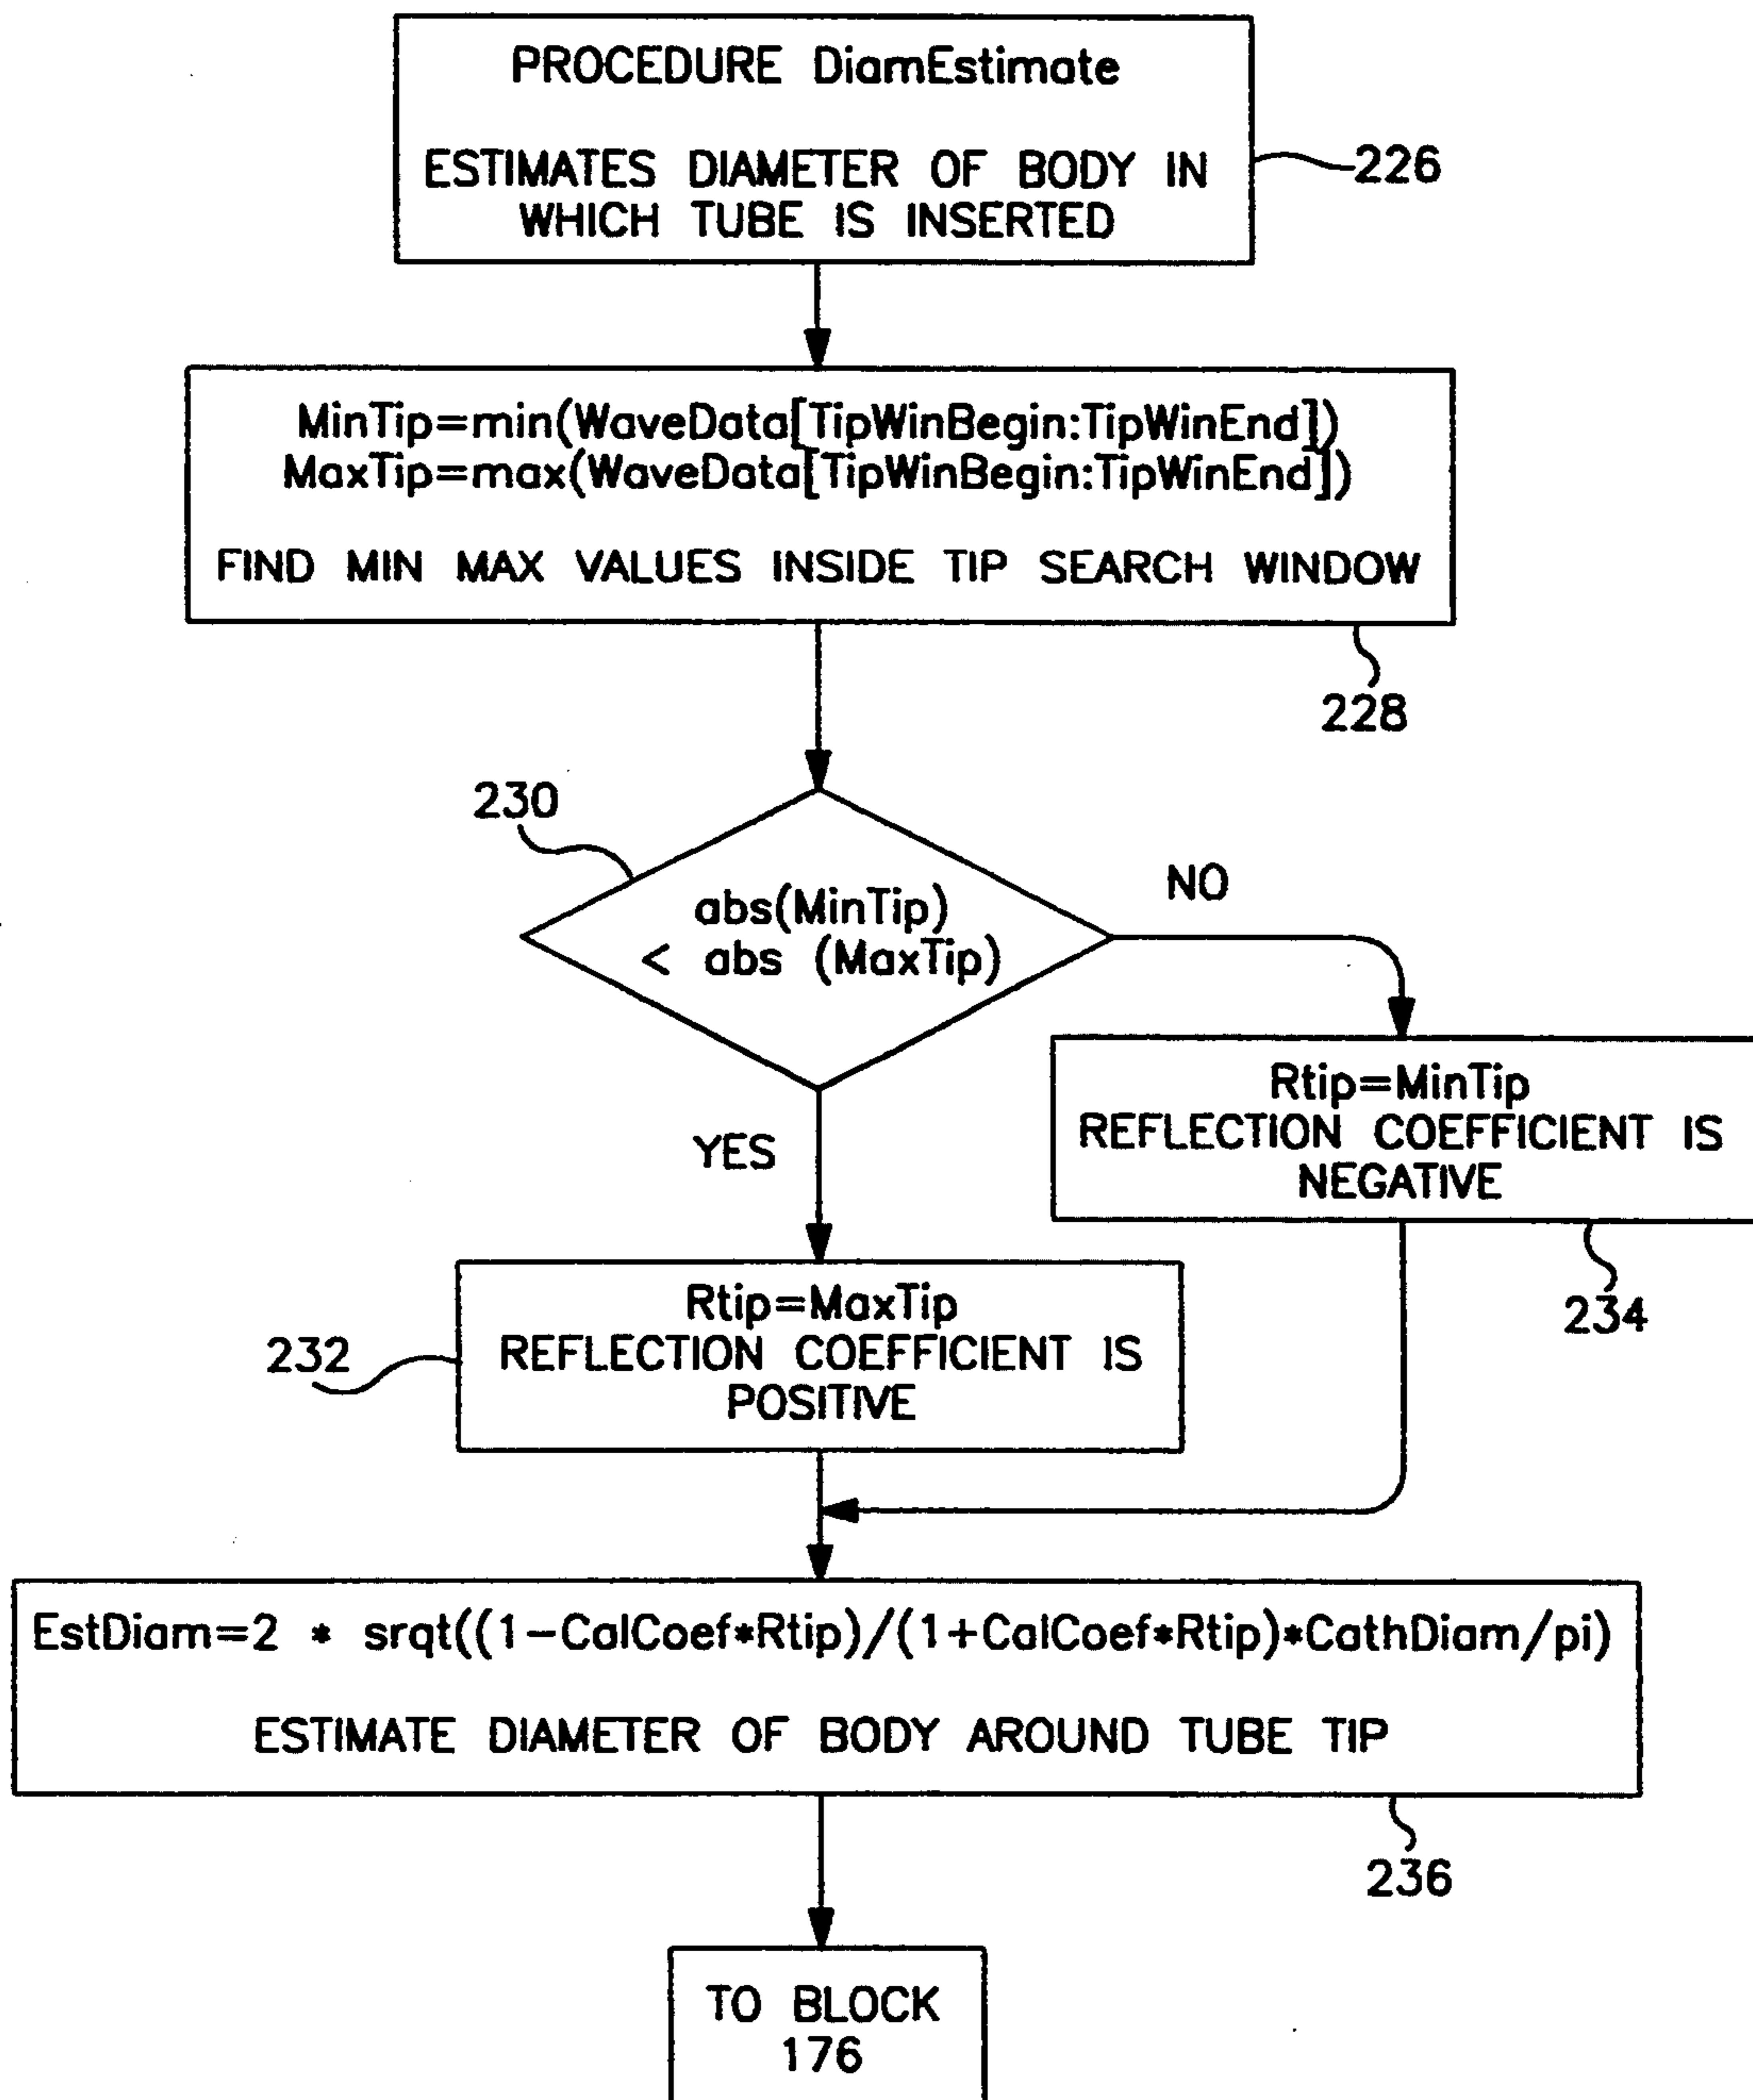 PROCEDURE DiamEstimate
ESTIMATES DIAMETER OF BODY IN
WHICH TUBE IS INSERTED
226
MinTip=min(WaveData[TipWinBegin:TipWinEnd])
MaxTip=max(WaveData[TipWinBegin:TipWinEnd])
FIND MIN MAX VALUES INSIDE TIP SEARCH WINDOW
228
230
abs(MinTip)
< abs (MaxTip)
NO
YES
Rtip=MinTip
REFLECTION COEFFICIENT IS
NEGATIVE
234
Rtip=MaxTip
REFLECTION COEFFICIENT IS
POSITIVE
232
EstDiam=2 * srqt((1-CalCoef*Rtip)/(1+CalCoef*Rtip)*CathDiam/pi)
ESTIMATE DIAMETER OF BODY AROUND TUBE TIP
236
TO BLOCK
176